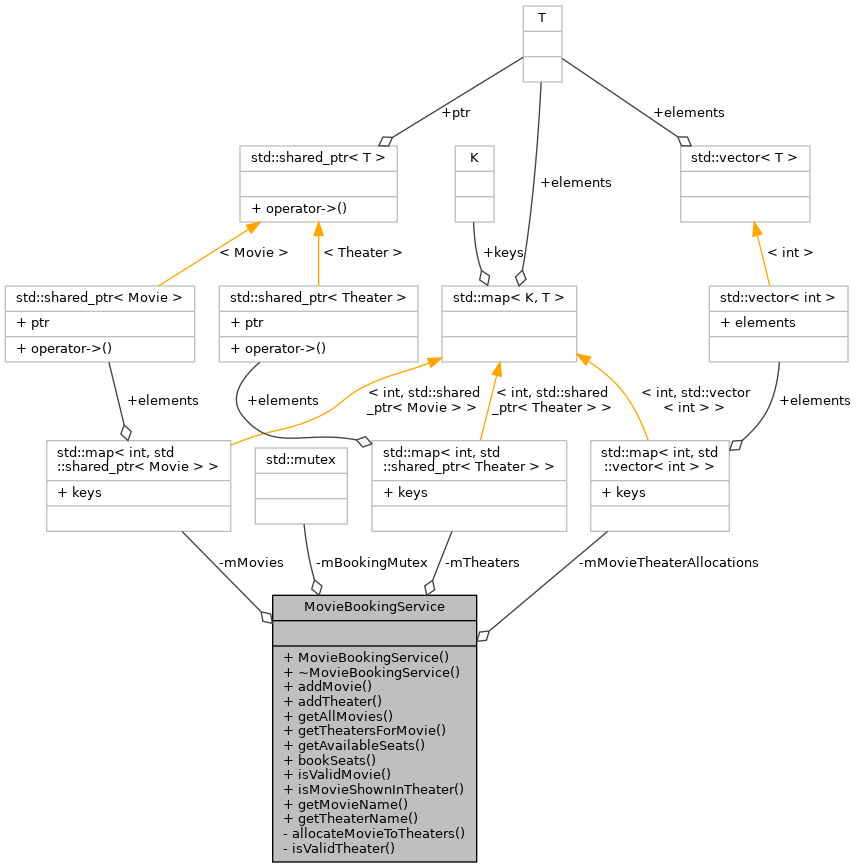 T
+ptr
+elements
std::shared_ptr< T >
+ operator->()
K
std::vector< T >
+elements
+keys
< Movie >
< Theater >
< int >
std::shared_ptr< Movie >
+ ptr
+ operator->()
std::shared_ptr< Theater >
+ ptr
+ operator->()
std::map< K, T >
std::vector< int >
+ elements
+elements
+elements
< int, std::shared
_ptr< Movie > >
< int, std::shared
_ptr< Theater > >
< int, std::vector
< int > >
+elements
std::map< int, std
::shared_ptr< Movie > >
+ keys
std::mutex
std::map< int, std
::shared_ptr< Theater > >
+ keys
std::map< int, std
::vector< int > >
+ keys
-mMovies
-mBookingMutex
-mTheaters
-mMovieTheaterAllocations
MovieBookingService
+ MovieBookingService()
+ ~MovieBookingService()
+ addMovie()
+ addTheater()
+ getAllMovies()
+ getTheatersForMovie()
+ getAvailableSeats()
+ bookSeats()
+ isValidMovie()
+ isMovieShownInTheater()
+ getMovieName()
+ getTheaterName()
- allocateMovieToTheaters()
- isValidTheater()